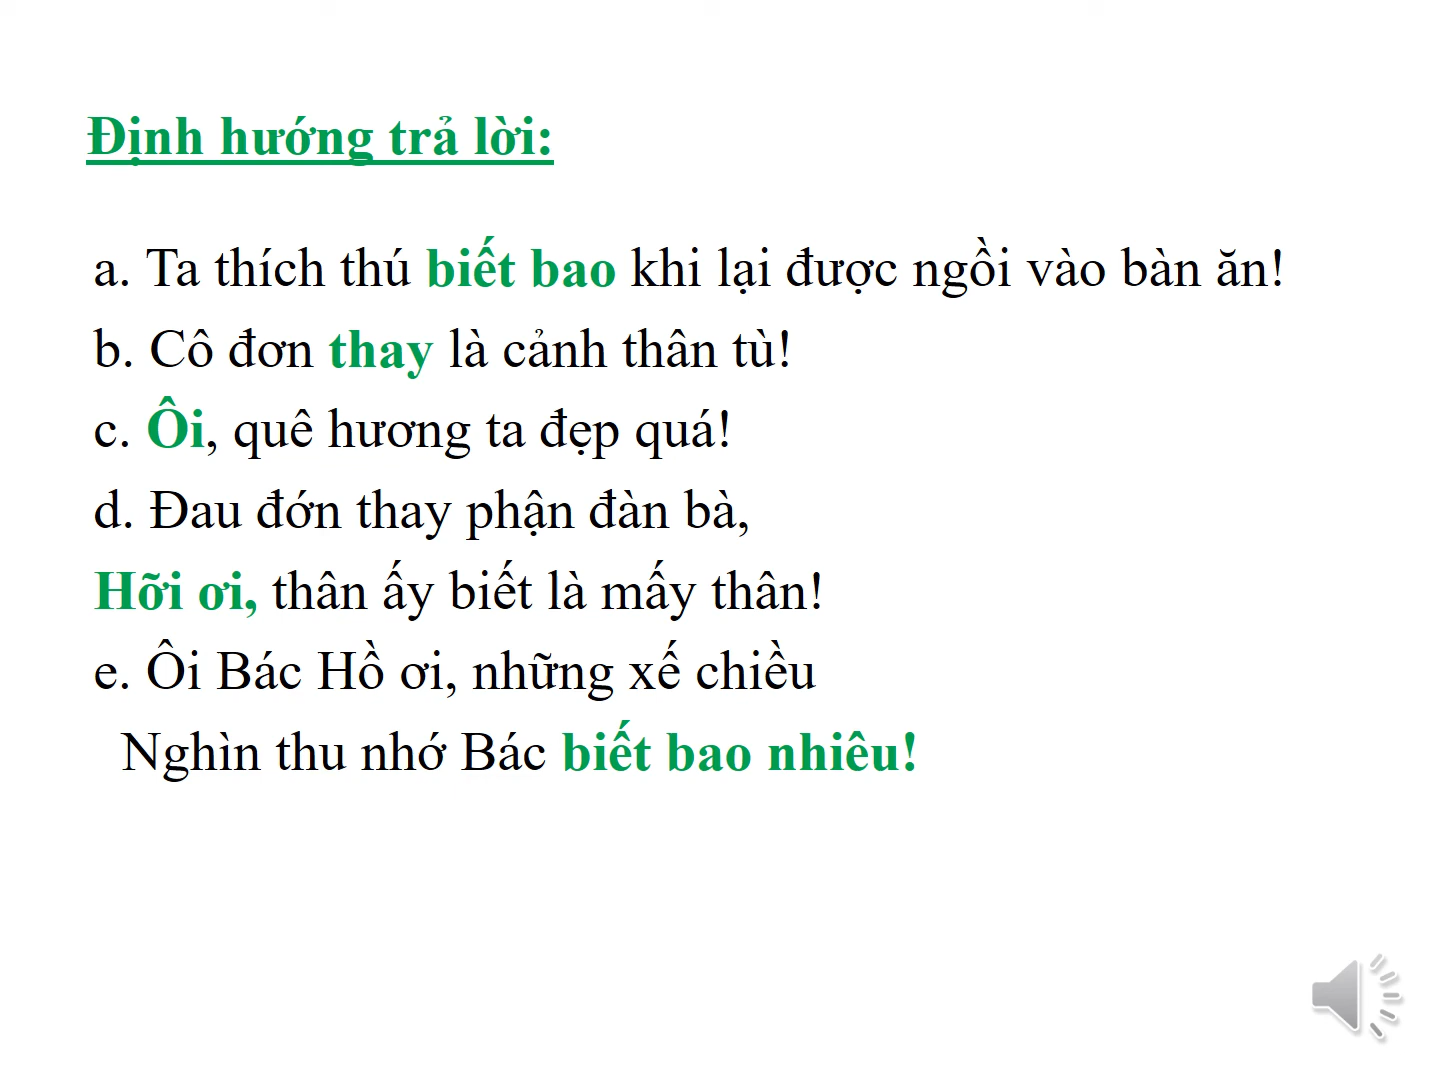 Định hướng trả lời:
a. Ta thích thú biết bao khi lại được ngồi vào bàn ăn!
b. Cô đơn thay là cảnh thân tù!
c. Ôi, quê hương ta đẹp quá!
d. Đau đớn thay phận đàn bà,
Hỡi ơi, thân ấy biết là mấy thân!
e. Ôi Bác Hồ ơi, những xế chiều
Nghìn thu nhớ Bác biết bao nhiêu!